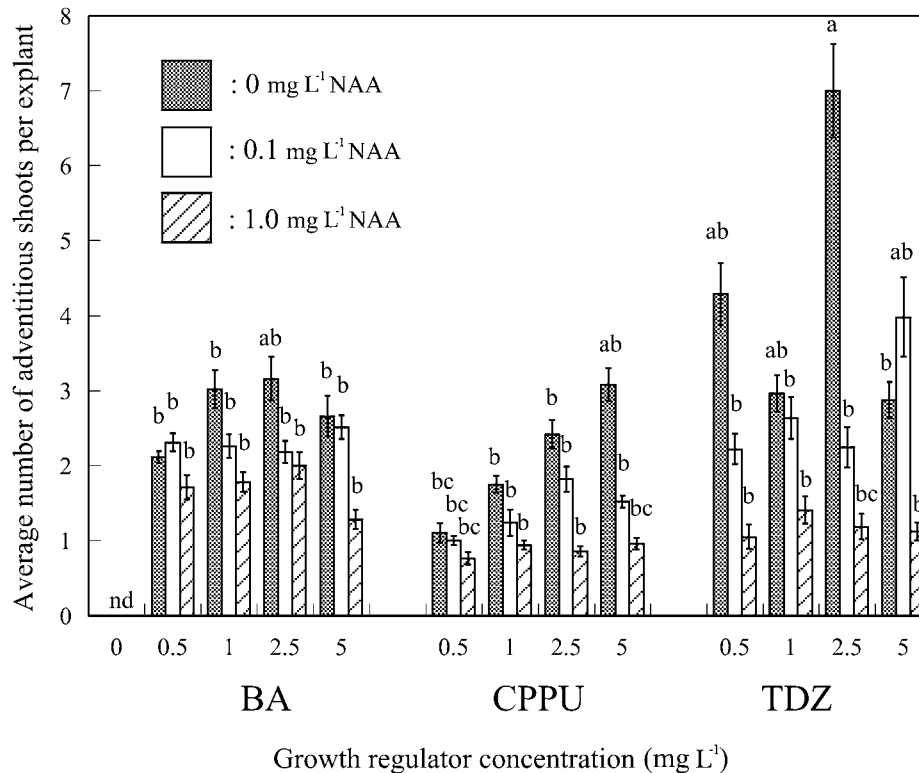 Average number of adventitious shoots per explant
8
7
6
5
4
3
2
1
0
: 0 mg L-1 NAA
: 0.1 mg L-1 NAA
: 1.0 mg L-1 NAA
nd
b b b
b b b
ab b b
b b b
bc bc bc
b b b
b b b
ab b bc
ab b b
ab b b
a b bc
b ab b
0 0.5 1 2.5 5 0.5 1 2.5 5 0.5 1 2.5 5
BA CPPU TDZ
Growth regulator concentration (mg L-1)